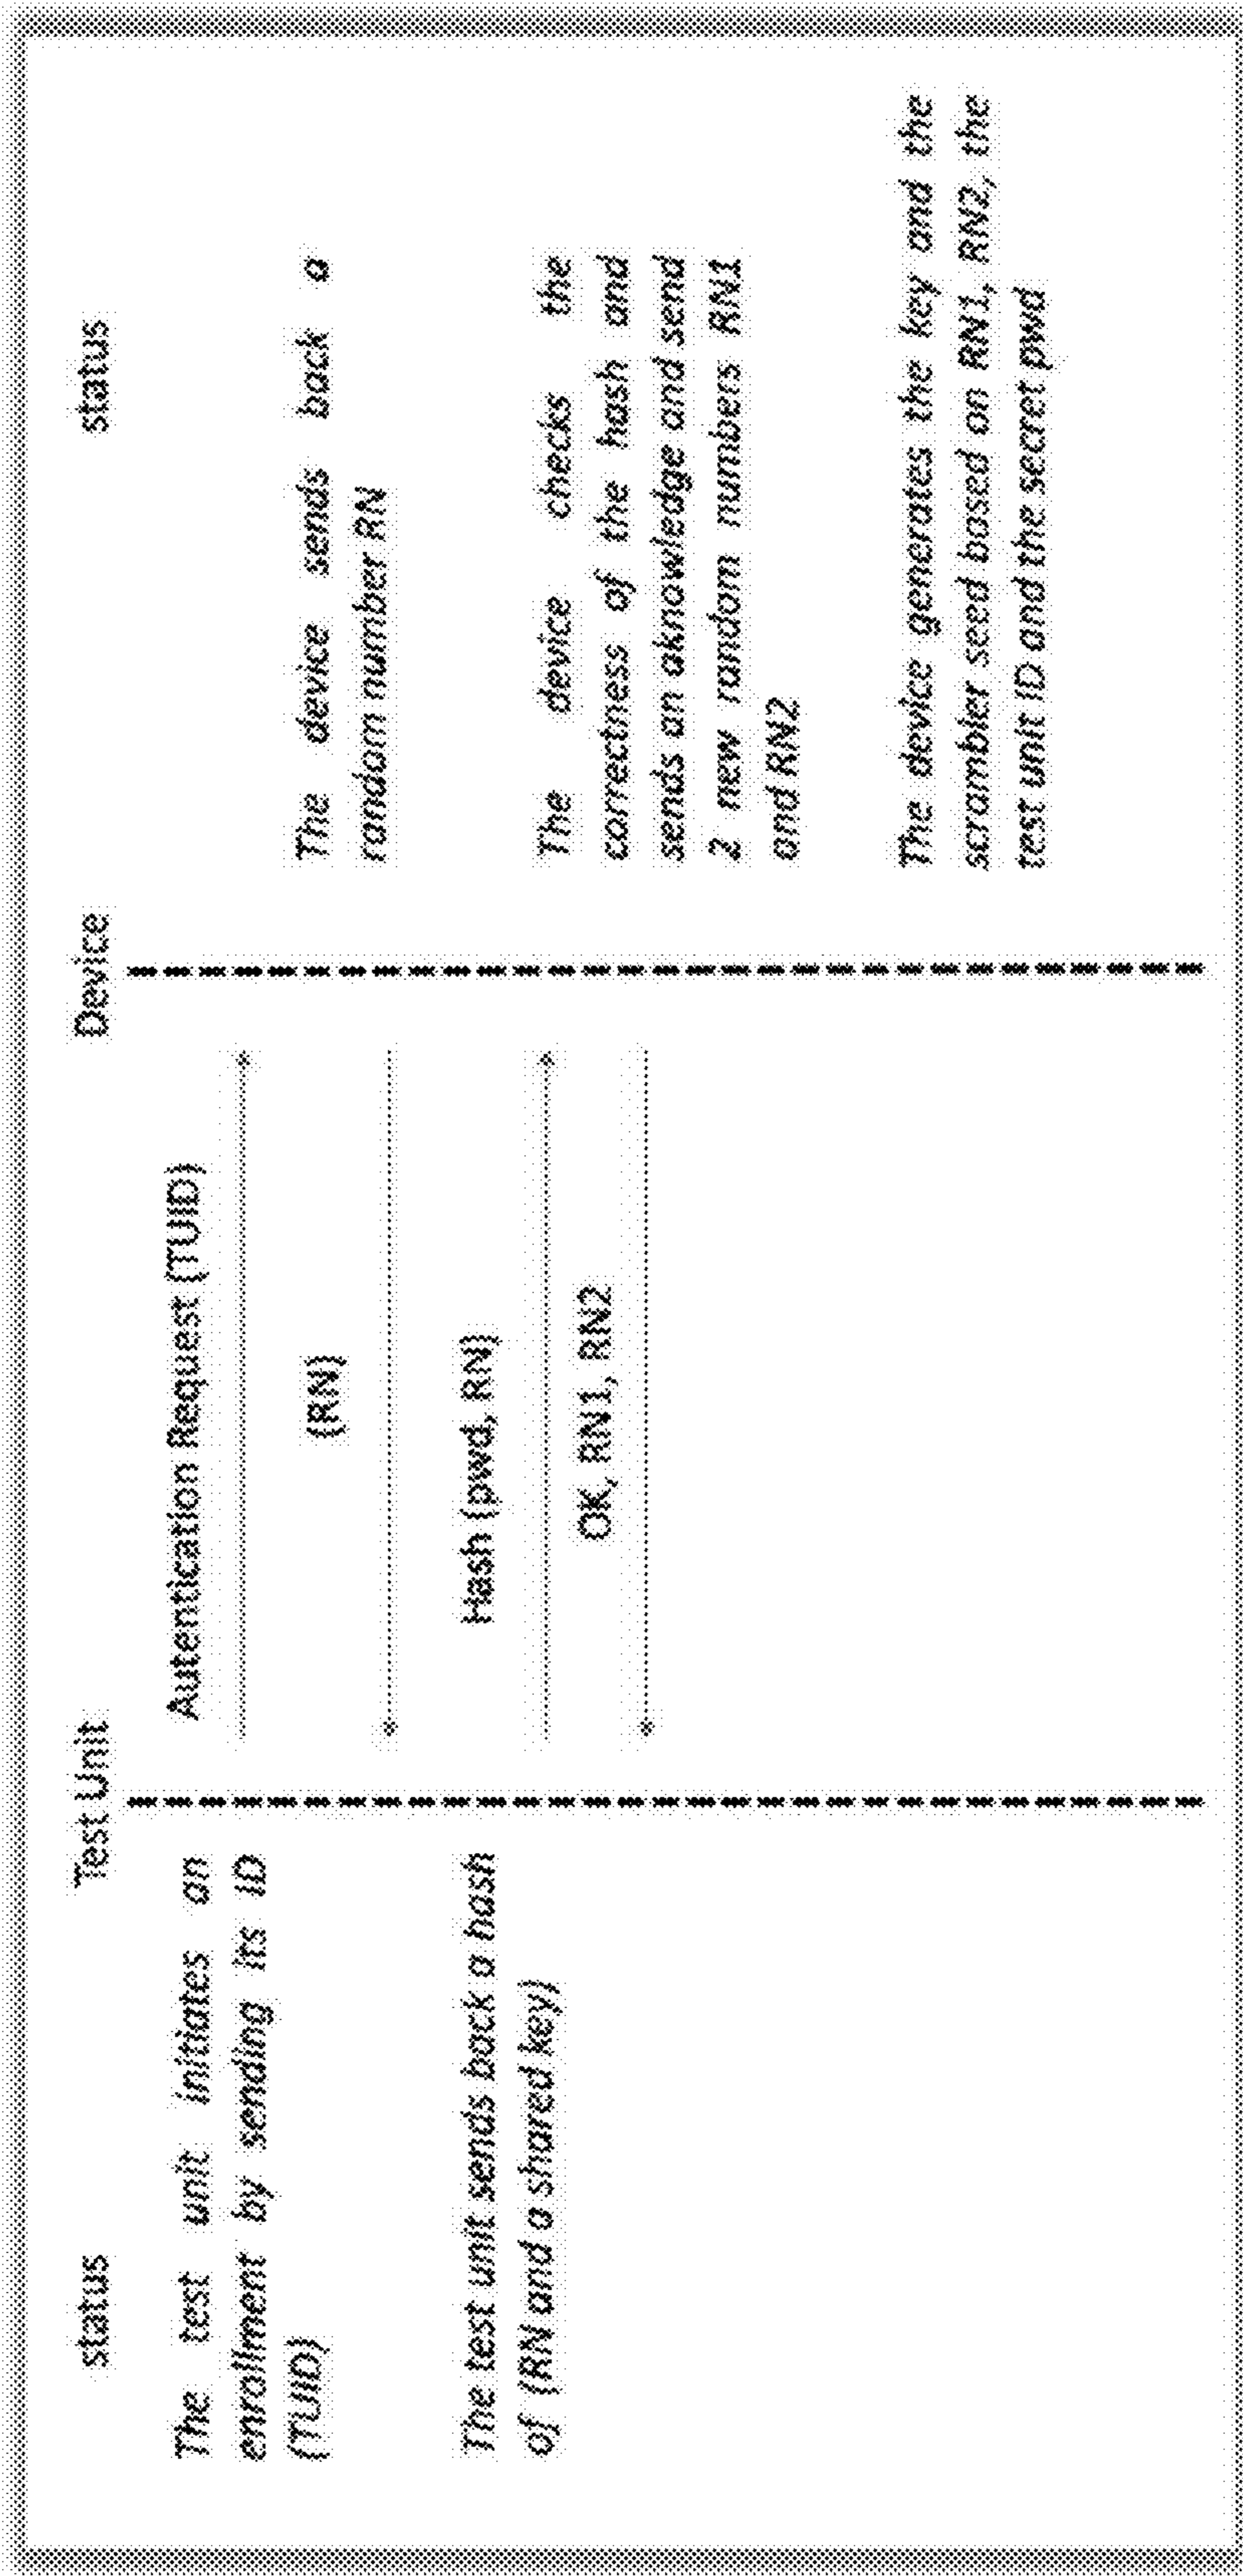 status
Test Unit
Device
status
The test unit initiates an
enrollment by sending its ID
(TUID)
Autentication Request (TUID)
(RN)
The device sends back a
random number RN
The test unit sends back a hash
of (RN and a shared key)
Hash (pwd, RN)
OK, RN1, RN2
The device checks the
correctness of the hash and
sends an aknowledge and send
2 new random numbers RN1
and RN2
The device generates the key and the
scrambler seed based on RN1, RN2, the
test unit ID and the secret pwd